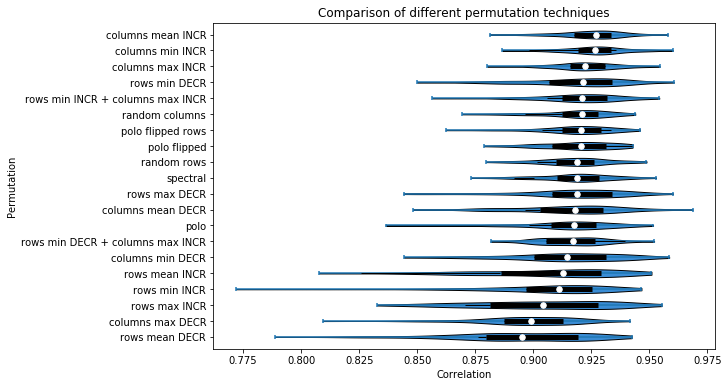 Comparison of different permutation techniques
columns mean INCR
columns min INCR
columns max INCR
rows min DECR
rows min INCR + columns max INCR
random columns
polo flipped rows
polo flipped
random rows
spectral
rows max DECR
columns mean DECR
polo
rows min DECR + columns max INCR
columns min DECR
rows mean INCR
rows min INCR
rows max INCR
columns max DECR
rows mean DECR
Permutation
0.775 0.800 0.825 0.850 0.875 0.900 0.925 0.950 0.975
Correlation